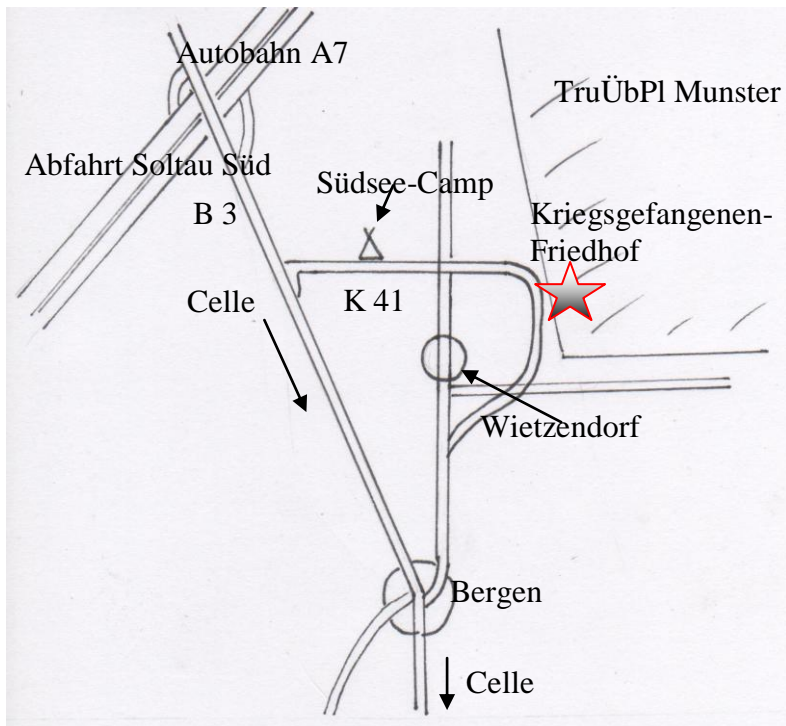 Autobahn A7
TruÜbPl Munster
Abfahrt Soltau Süd
Südsee-Camp
B 3
Kriegsgefangenen-
Friedhof
Celle
K 41
Wietzendorf
Bergen
Celle